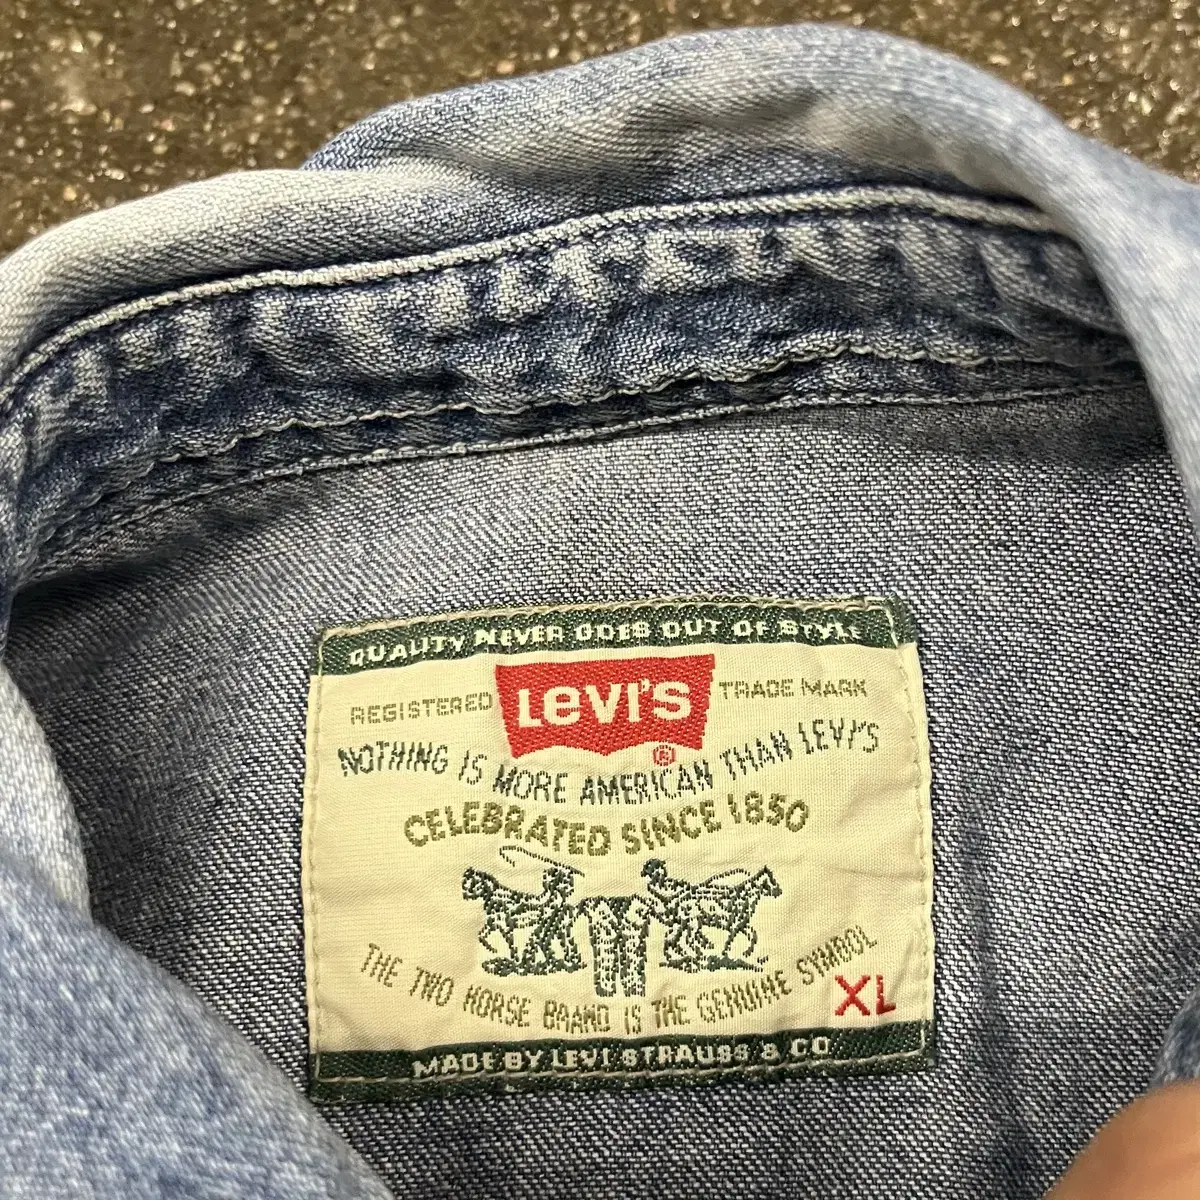 QUALITY NEVER GOES OUT OF STYLE
REGISTERED LEVI'S TRADE MARK
®
NOTHING IS MORE AMERICAN THAN LEVI'S
CELEBRATED SINCE 1850
THE TWO HORSE BRAND IS THE GENUINE SYMBOL
XL
MADE BY LEVI STRAUSS & CO